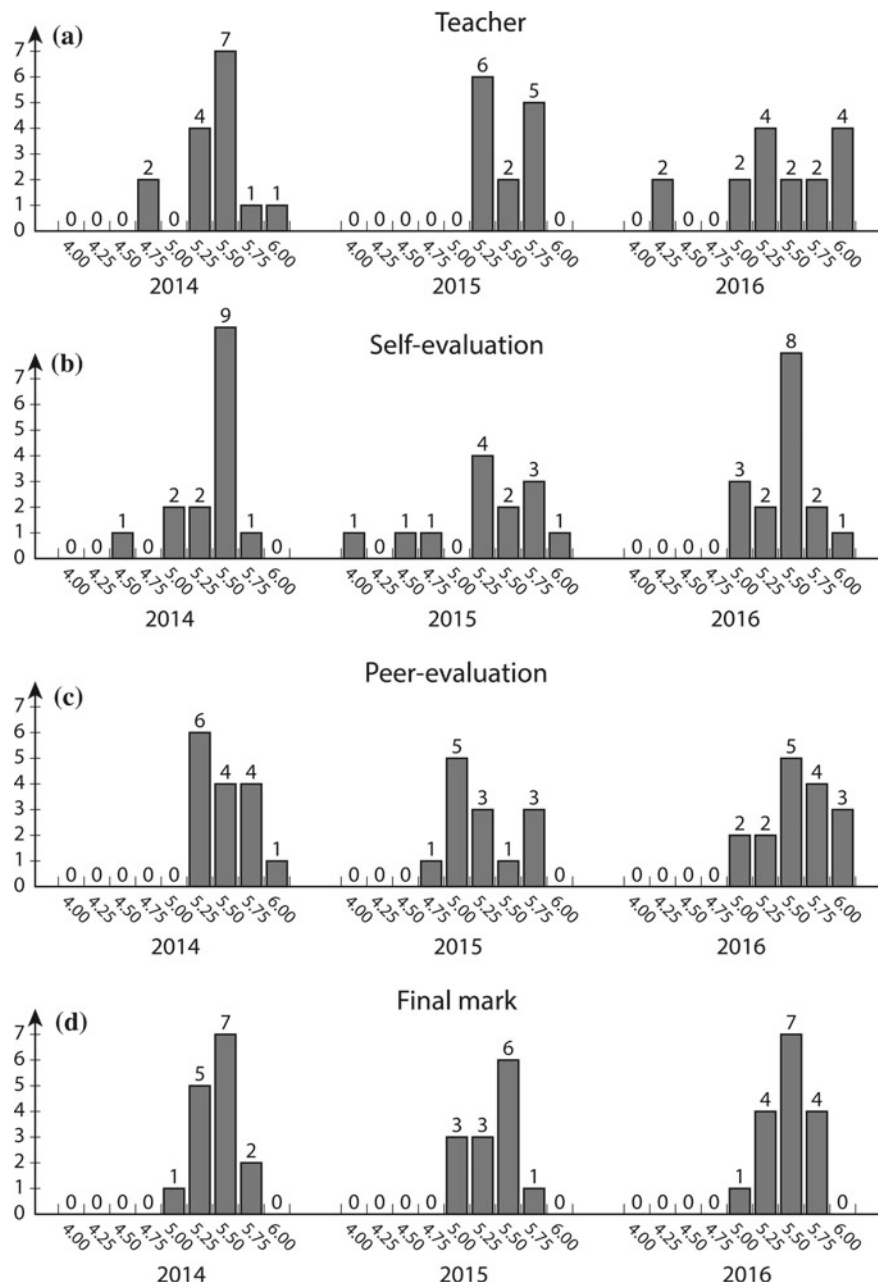 (a) Teacher
7
6
5
4
3
2
1
0
0 0 0 2 0 4 7 1 1
0 0 0 0 0 6 2 5 0
0 2 0 0 2 4 2 2 4
4.00 4.25 4.50 4.75 5.00 5.25 5.50 5.75 6.00
4.00 4.25 4.50 4.75 5.00 5.25 5.50 5.75 6.00
4.00 4.25 4.50 4.75 5.00 5.25 5.50 5.75 6.00
2014 2015 2016
(b) Self-evaluation
7
6
5
4
3
2
1
0
0 0 1 0 2 2 9 1 0
1 0 1 1 0 4 2 3 1
0 0 0 0 3 2 8 2 1
4.00 4.25 4.50 4.75 5.00 5.25 5.50 5.75 6.00
4.00 4.25 4.50 4.75 5.00 5.25 5.50 5.75 6.00
4.00 4.25 4.50 4.75 5.00 5.25 5.50 5.75 6.00
2014 2015 2016
(c) Peer-evaluation
7
6
5
4
3
2
1
0
0 0 0 0 0 6 4 4 1
0 0 0 1 5 3 1 3 0
0 0 0 0 2 2 5 4 3
4.00 4.25 4.50 4.75 5.00 5.25 5.50 5.75 6.00
4.00 4.25 4.50 4.75 5.00 5.25 5.50 5.75 6.00
4.00 4.25 4.50 4.75 5.00 5.25 5.50 5.75 6.00
2014 2015 2016
(d) Final mark
7
6
5
4
3
2
1
0
0 0 0 0 1 5 7 2 0
0 0 0 0 3 3 6 1 0
0 0 0 0 1 4 7 4 0
4.00 4.25 4.50 4.75 5.00 5.25 5.50 5.75 6.00
4.00 4.25 4.50 4.75 5.00 5.25 5.50 5.75 6.00
4.00 4.25 4.50 4.75 5.00 5.25 5.50 5.75 6.00
2014 2015 2016